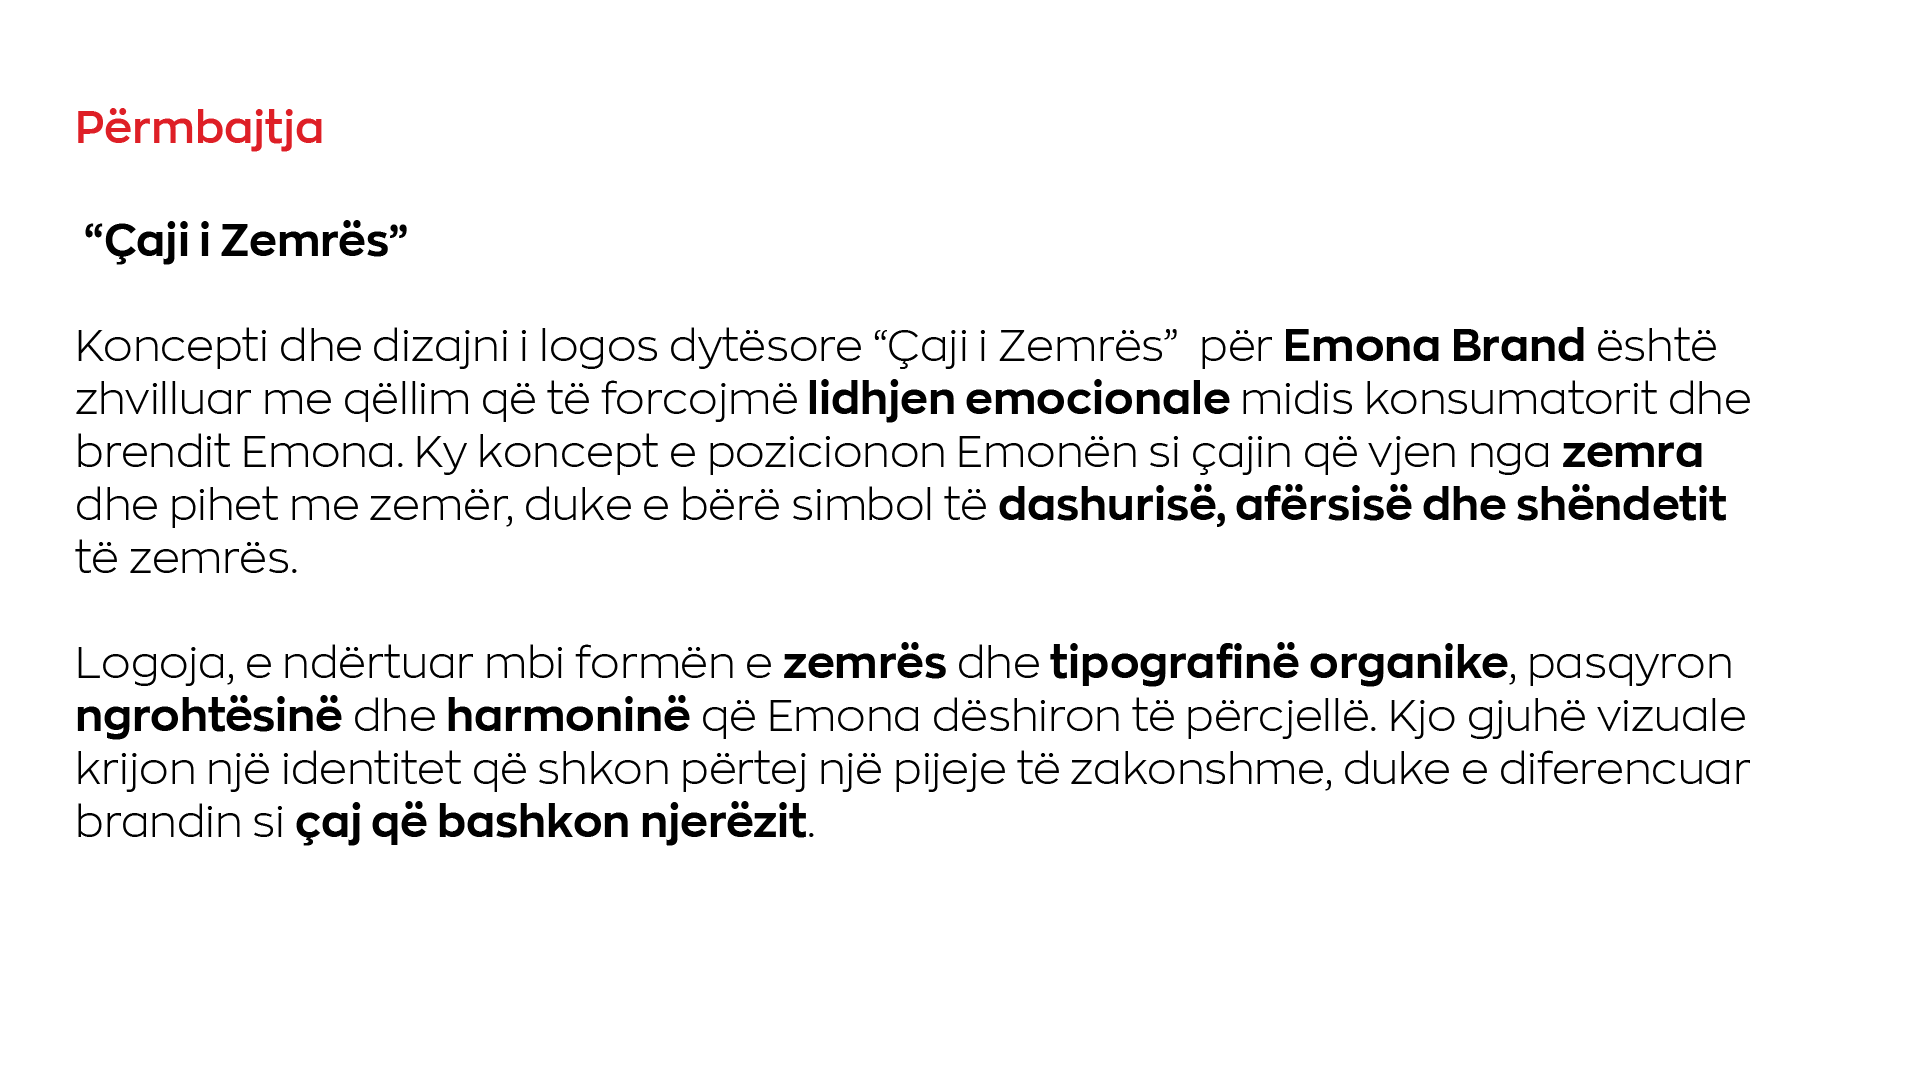 Përmbajtja
“Çaji i Zemrës”
Koncepti dhe dizajni i logos dytësore “Çaji i Zemrës”  për Emona Brand është
zhvilluar me qëllim që të forcojmë lidhjen emocionale midis konsumatorit dhe
brendit Emona. Ky koncept e pozicionon Emonën si çajin që vjen nga zemra
dhe pihet me zemër, duke e bërë simbol të dashurisë, afërsisë dhe shëndetit
të zemrës.
Logoja, e ndërtuar mbi formën e zemrës dhe tipografinë organike, pasqyron
ngrohtësinë dhe harmoninë që Emona dëshiron të përcjellë. Kjo gjuhë vizuale
krijon një identitet që shkon përtej një pijeje të zakonshme, duke e diferencuar
brandin si çaj që bashkon njerëzit.